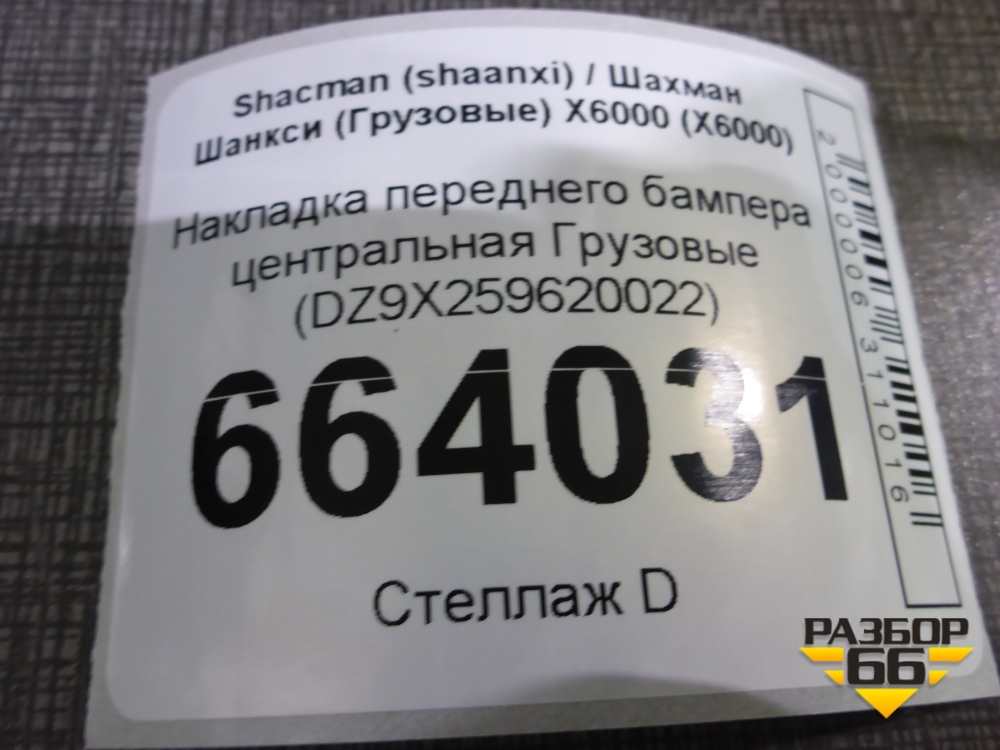 Shacman (shaanxi) / Шахман
Шанкси (Грузовые) X6000 (X6000)
Накладка переднего бампера
центральная Грузовые
(DZ9X259620022)
664031
Стеллаж D
2000006311016
РАЗБОР
66